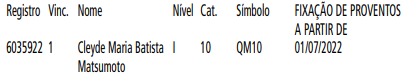 Registro Vinc. Nome Nível Cat. Símbolo FIXAÇÃO DE PROVENTOS
A PARTIR DE
6035922 1 Cleyde Maria Batista I 10 QM10 01/07/2022
Matsumoto